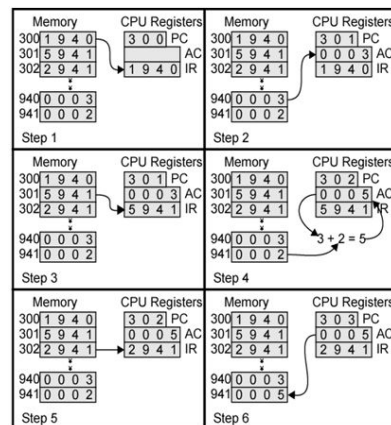 Memory CPU Registers
300 1 9 4 0 3 0 0 PC
301 5 9 4 1 AC
302 2 9 4 1 1 9 4 0 IR
940 0 0 0 3
941 0 0 0 2
Step 1
Memory CPU Registers
300 1 9 4 0 3 0 1 PC
301 5 9 4 1 0 0 0 3 AC
302 2 9 4 1 1 9 4 0 IR
940 0 0 0 3
941 0 0 0 2
Step 2
Memory CPU Registers
300 1 9 4 0 3 0 1 PC
301 5 9 4 1 0 0 0 3 AC
302 2 9 4 1 5 9 4 1 IR
940 0 0 0 3
941 0 0 0 2
Step 3
Memory CPU Registers
300 1 9 4 0 3 0 2 PC
301 5 9 4 1 0 0 0 5 AC
302 2 9 4 1 5 9 4 1 IR
940 0 0 0 3 3 + 2 = 5
941 0 0 0 2
Step 4
Memory CPU Registers
300 1 9 4 0 3 0 2 PC
301 5 9 4 1 0 0 0 5 AC
302 2 9 4 1 2 9 4 1 IR
940 0 0 0 3
941 0 0 0 2
Step 5
Memory CPU Registers
300 1 9 4 0 3 0 3 PC
301 5 9 4 1 0 0 0 5 AC
302 2 9 4 1 2 9 4 1 IR
940 0 0 0 3
941 0 0 0 5
Step 6